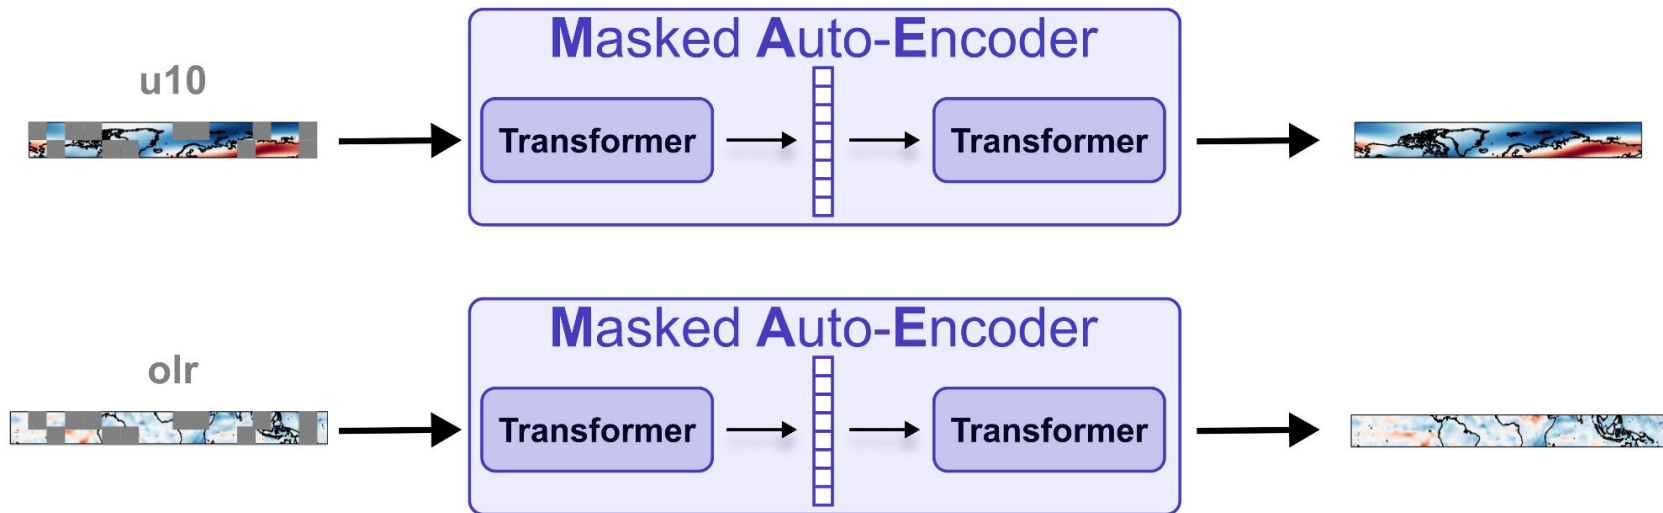 Masked Auto-Encoder
u10
Transformer
Transformer
Masked Auto-Encoder
olr
Transformer
Transformer